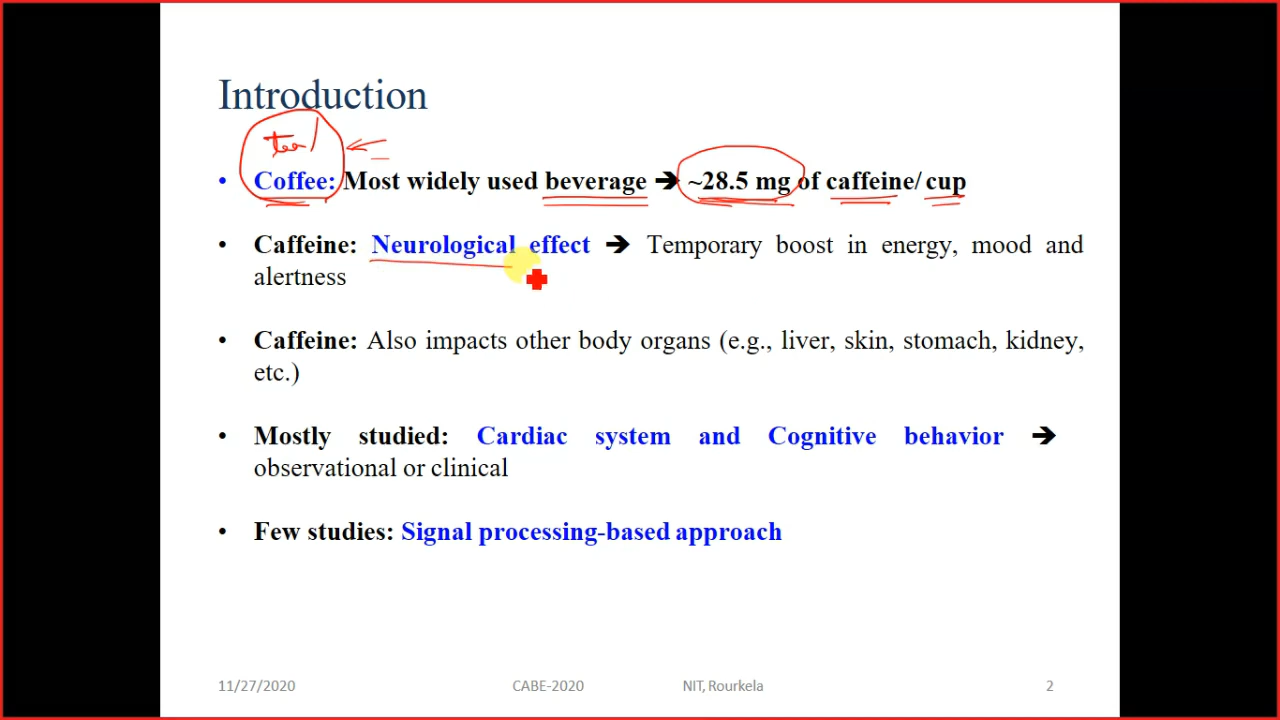 Introduction
tea/
• Coffee: Most widely used beverage ➔ ~28.5 mg of caffeine/ cup
• Caffeine: Neurological effect ➔ Temporary boost in energy, mood and
alertness
• Caffeine: Also impacts other body organs (e.g., liver, skin, stomach, kidney,
etc.)
• Mostly studied: Cardiac system and Cognitive behavior ➔
observational or clinical
• Few studies: Signal processing-based approach
11/27/2020 CABE-2020 NIT, Rourkela 2